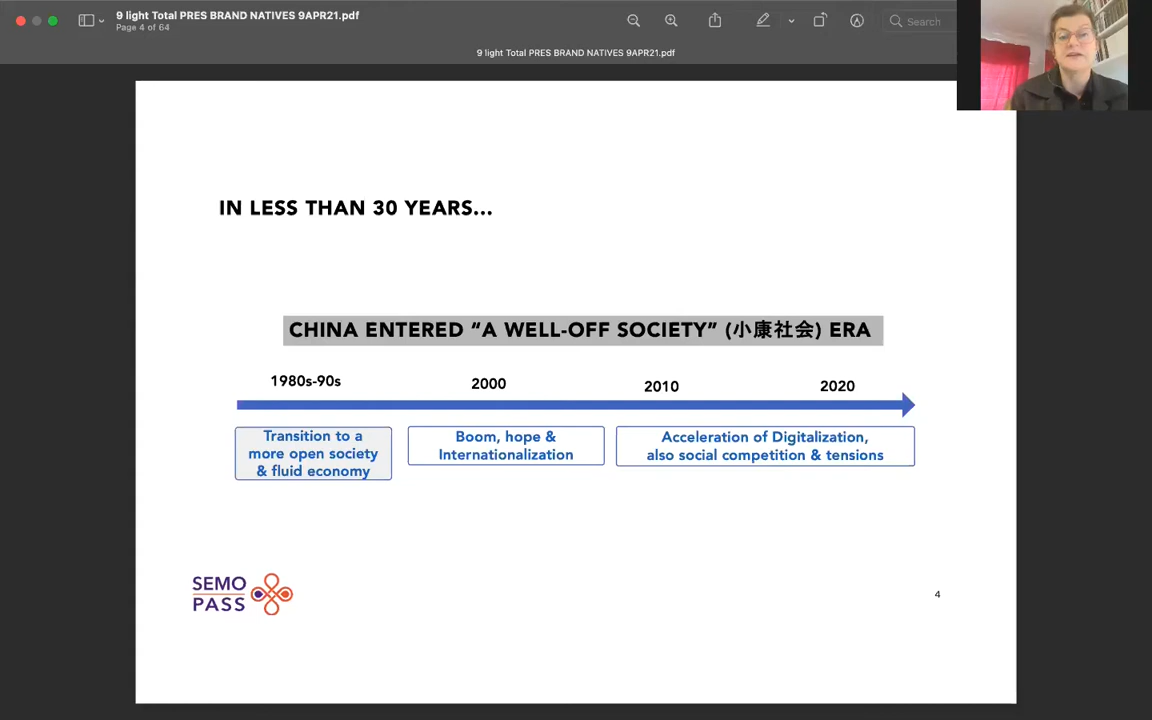 9 light Total PRES BRAND NATIVES 9APR21.pdf
Page 4 of 64
Search
9 light Total PRES BRAND NATIVES 9APR21.pdf
IN LESS THAN 30 YEARS...
CHINA ENTERED “A WELL-OFF SOCIETY” (小康社会) ERA
1980s-90s
2000
2010
2020
Transition to a
more open society
& fluid economy
Boom, hope &
Internationalization
Acceleration of Digitalization,
also social competition & tensions
SEMO
PASS
4